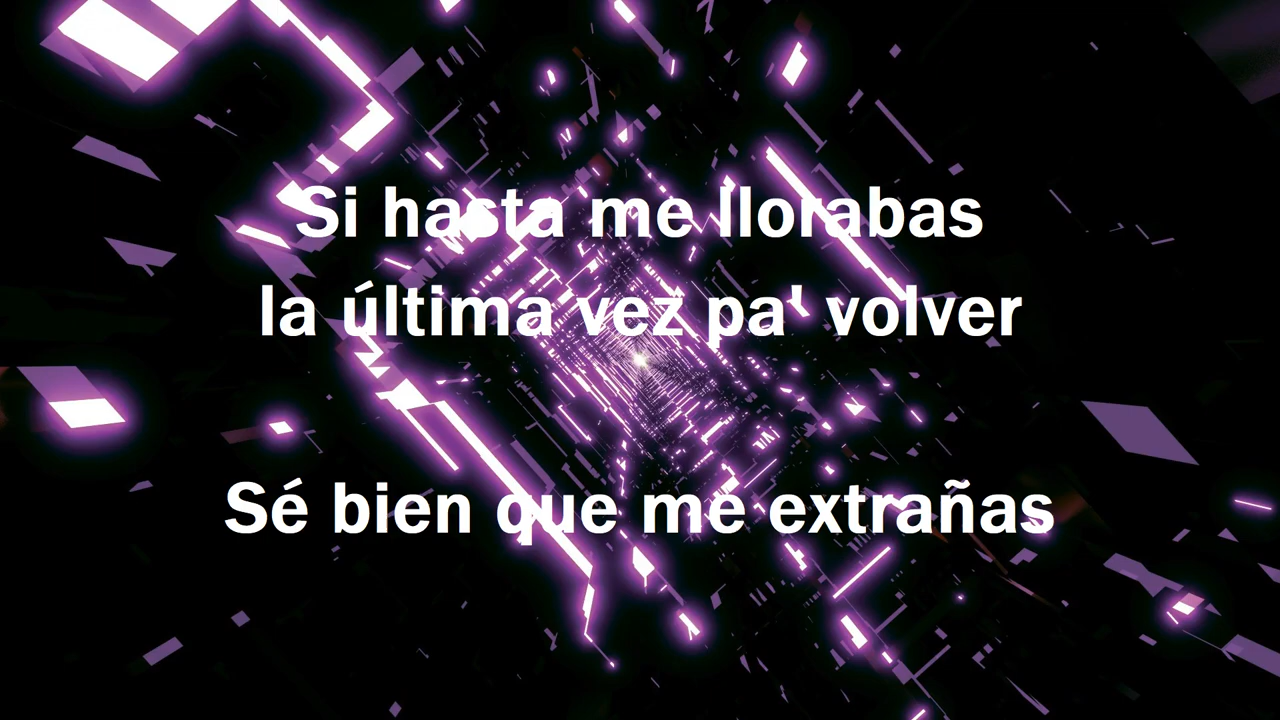 Si hasta me llorabas
la última vez pa' volver
Sé bien que me extrañas